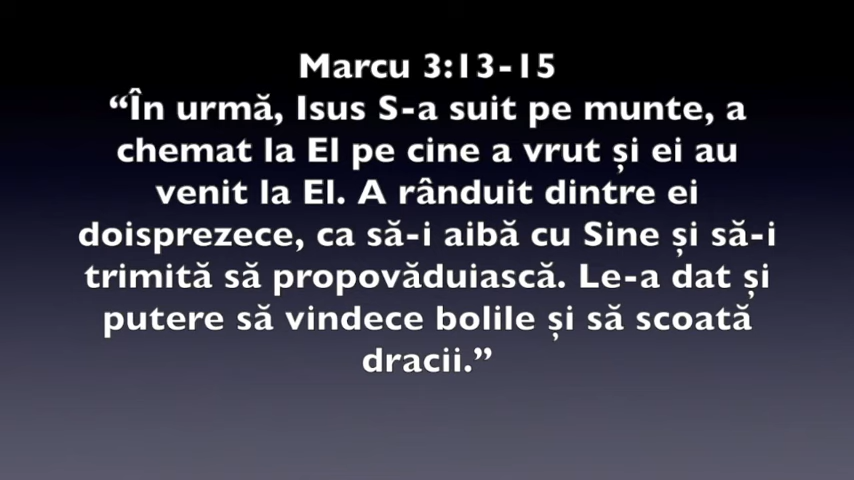 Marcu 3:13-15
“În urmă, Isus S-a suit pe munte, a
chemat la El pe cine a vrut și ei au
venit la El. A rânduit dintre ei
doisprezece, ca să-i aibă cu Sine și să-i
trimită să propovăduiască. Le-a dat și
putere să vindece bolile și să scoată
dracii.”